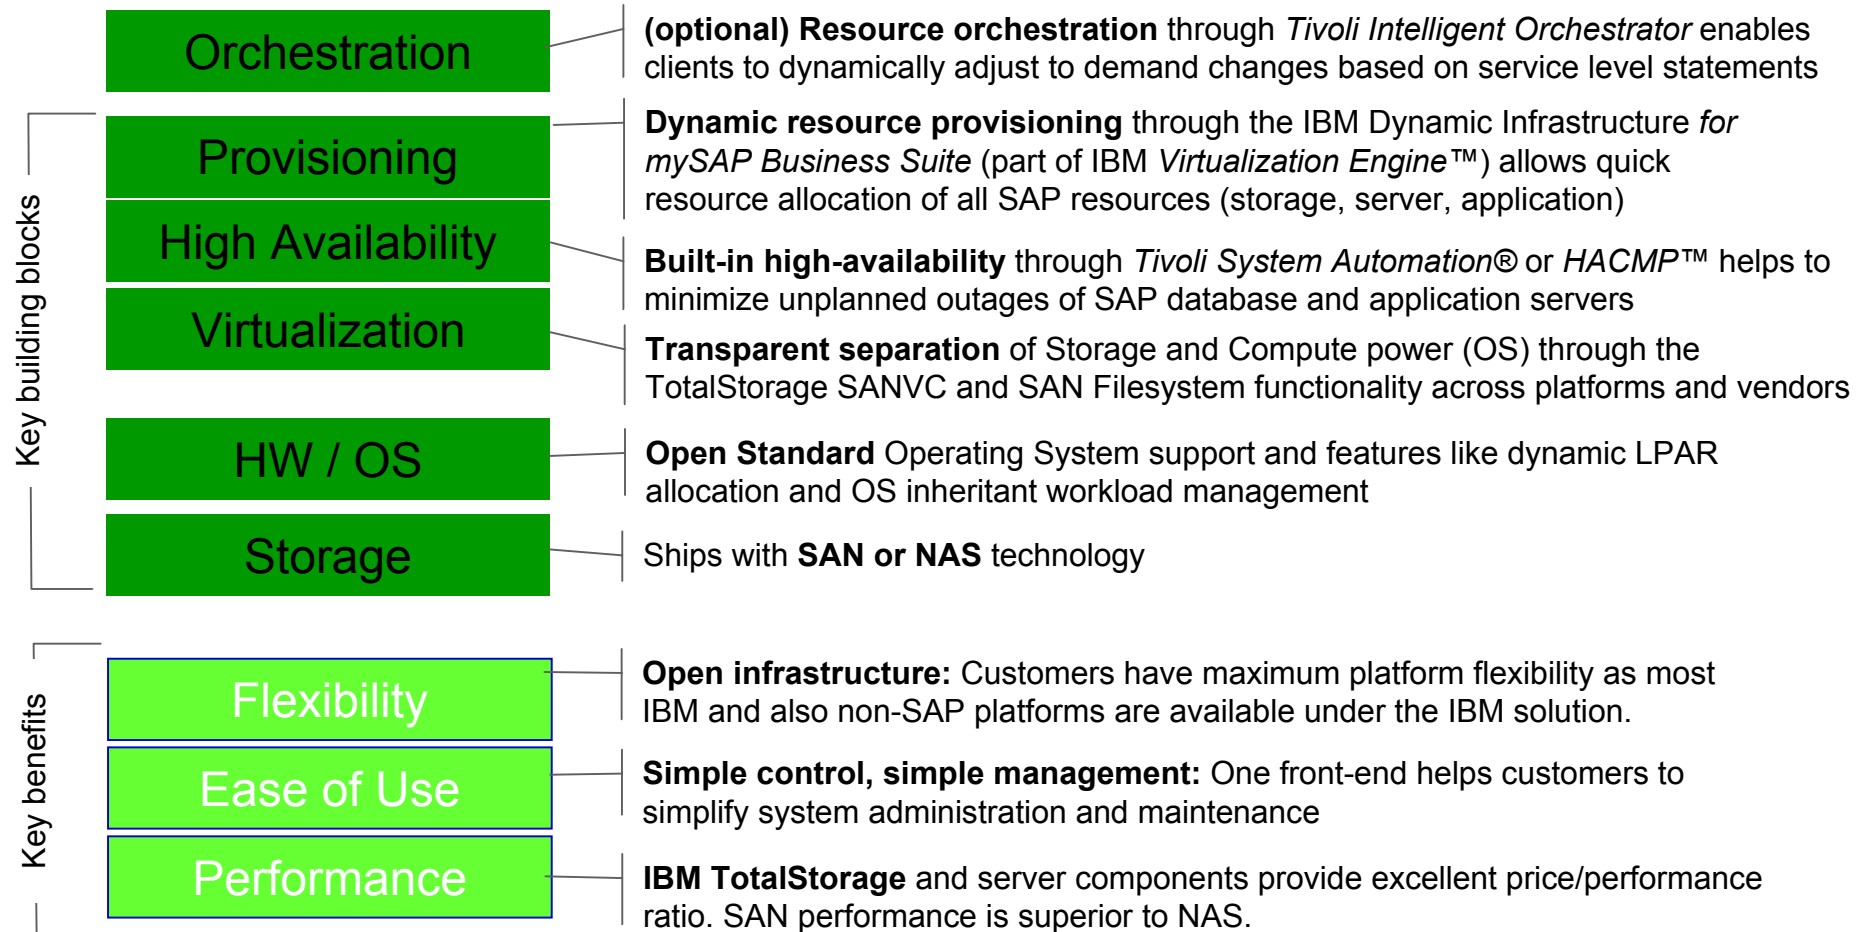 Orchestration
(optional) Resource orchestration through Tivoli Intelligent Orchestrator enables
clients to dynamically adjust to demand changes based on service level statements
Key building blocks
Provisioning
Dynamic resource provisioning through the IBM Dynamic Infrastructure for
mySAP Business Suite (part of IBM Virtualization Engine™) allows quick
resource allocation of all SAP resources (storage, server, application)
High Availability
Built-in high-availability through Tivoli System Automation® or HACMP™ helps to
minimize unplanned outages of SAP database and application servers
Virtualization
Transparent separation of Storage and Compute power (OS) through the
TotalStorage SANVC and SAN Filesystem functionality across platforms and vendors
HW / OS
Open Standard Operating System support and features like dynamic LPAR
allocation and OS inheritant workload management
Storage
Ships with SAN or NAS technology
Key benefits
Flexibility
Open infrastructure: Customers have maximum platform flexibility as most
IBM and also non-SAP platforms are available under the IBM solution.
Ease of Use
Simple control, simple management: One front-end helps customers to
simplify system administration and maintenance
Performance
IBM TotalStorage and server components provide excellent price/performance
ratio. SAN performance is superior to NAS.